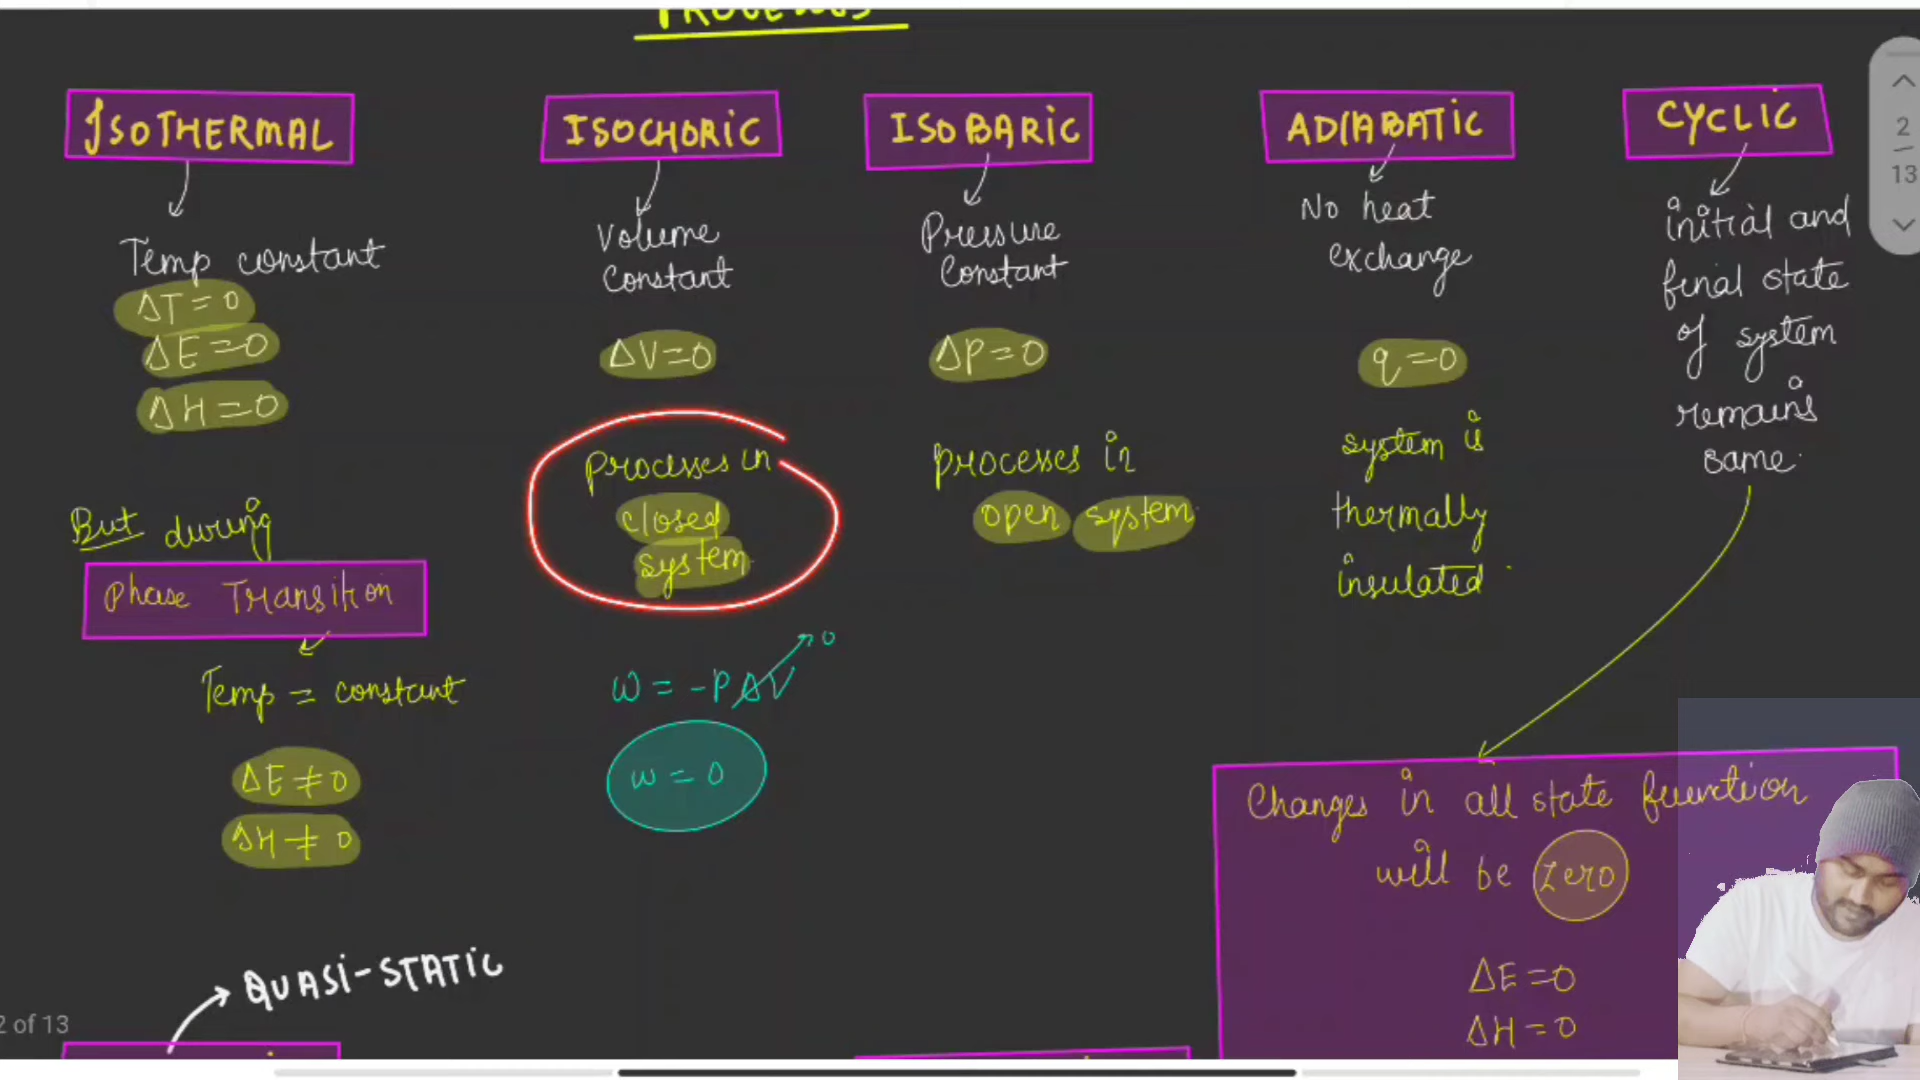 ISOTHERMAL
Temp constant
ΔT = 0
ΔE = 0
ΔH = 0
But during
Phase Transition
Temp = constant
ΔE ≠ 0
ΔH ≠ 0
QUASI-STATIC
2 of 13
ISOCHORIC
Volume
Constant
ΔV = 0
processes in
closed
system
0
W = -PΔV
w = 0
ISOBARIC
Pressure
Constant
ΔP = 0
processes in
open system
ADIABATIC
No heat
exchange
q = 0
system is
thermally
insulated
CYCLIC
initial and
final state
of system
remains
same.
Changes in all state function
will be zero
ΔE = 0
ΔH = 0
2
13